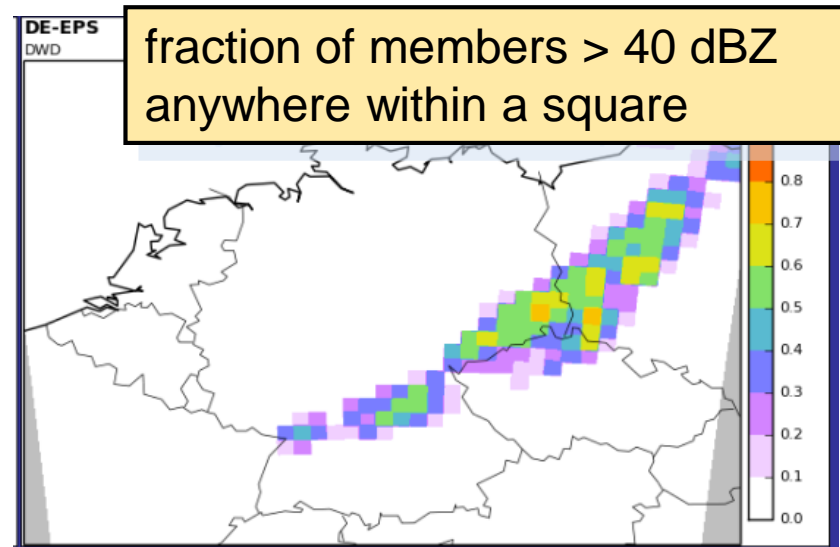 DE-EPS
DWD
fraction of members > 40 dBZ
anywhere within a square
0.8
0.7
0.6
0.5
0.4
0.3
0.2
0.1
0.0